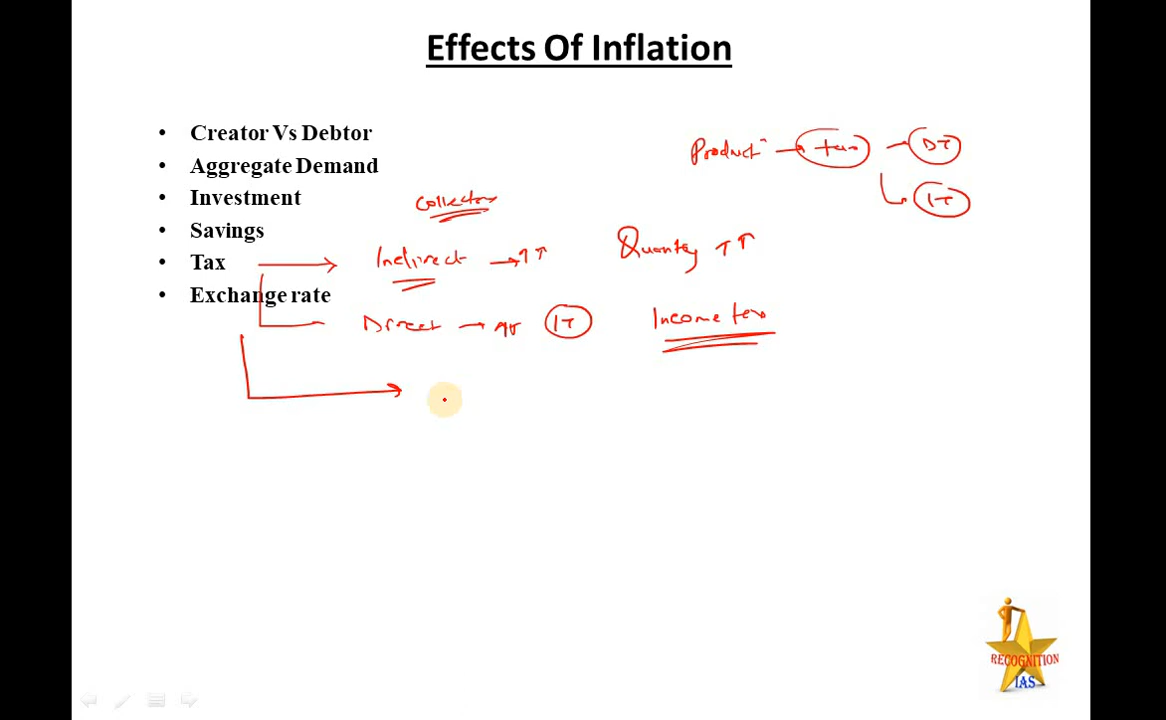 Effects Of Inflation
• Creator Vs Debtor
• Aggregate Demand
• Investment
• Savings
• Tax
• Exchange rate
Product → Tax → DT
→ IT
Collector
Indirect → ↑↑
Quantity ↑↑
Direct → IT
Income tax
RECOGNITION
IAS